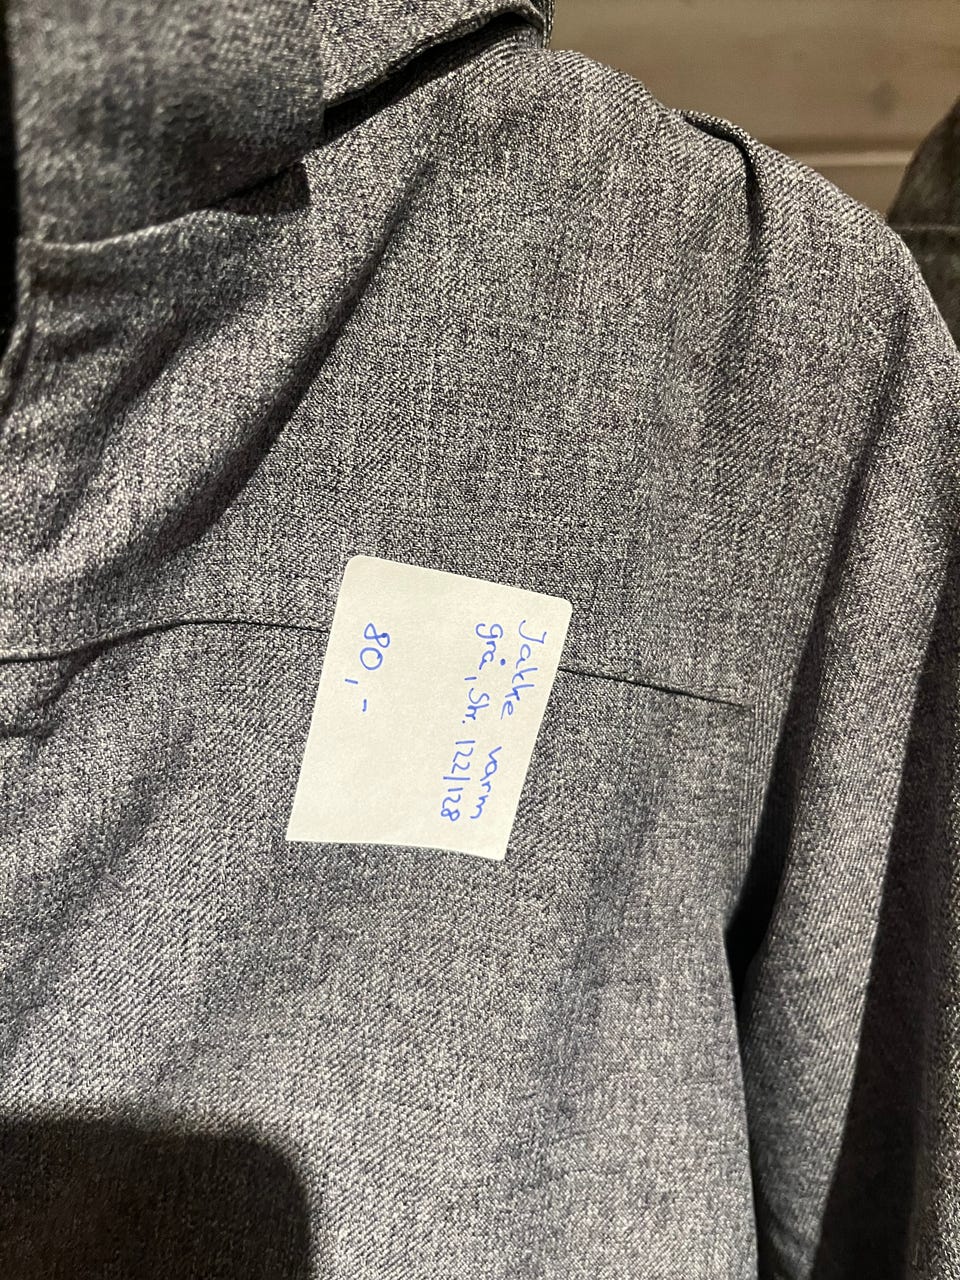 Jakke varm
grå, Str. 122/128
80,-